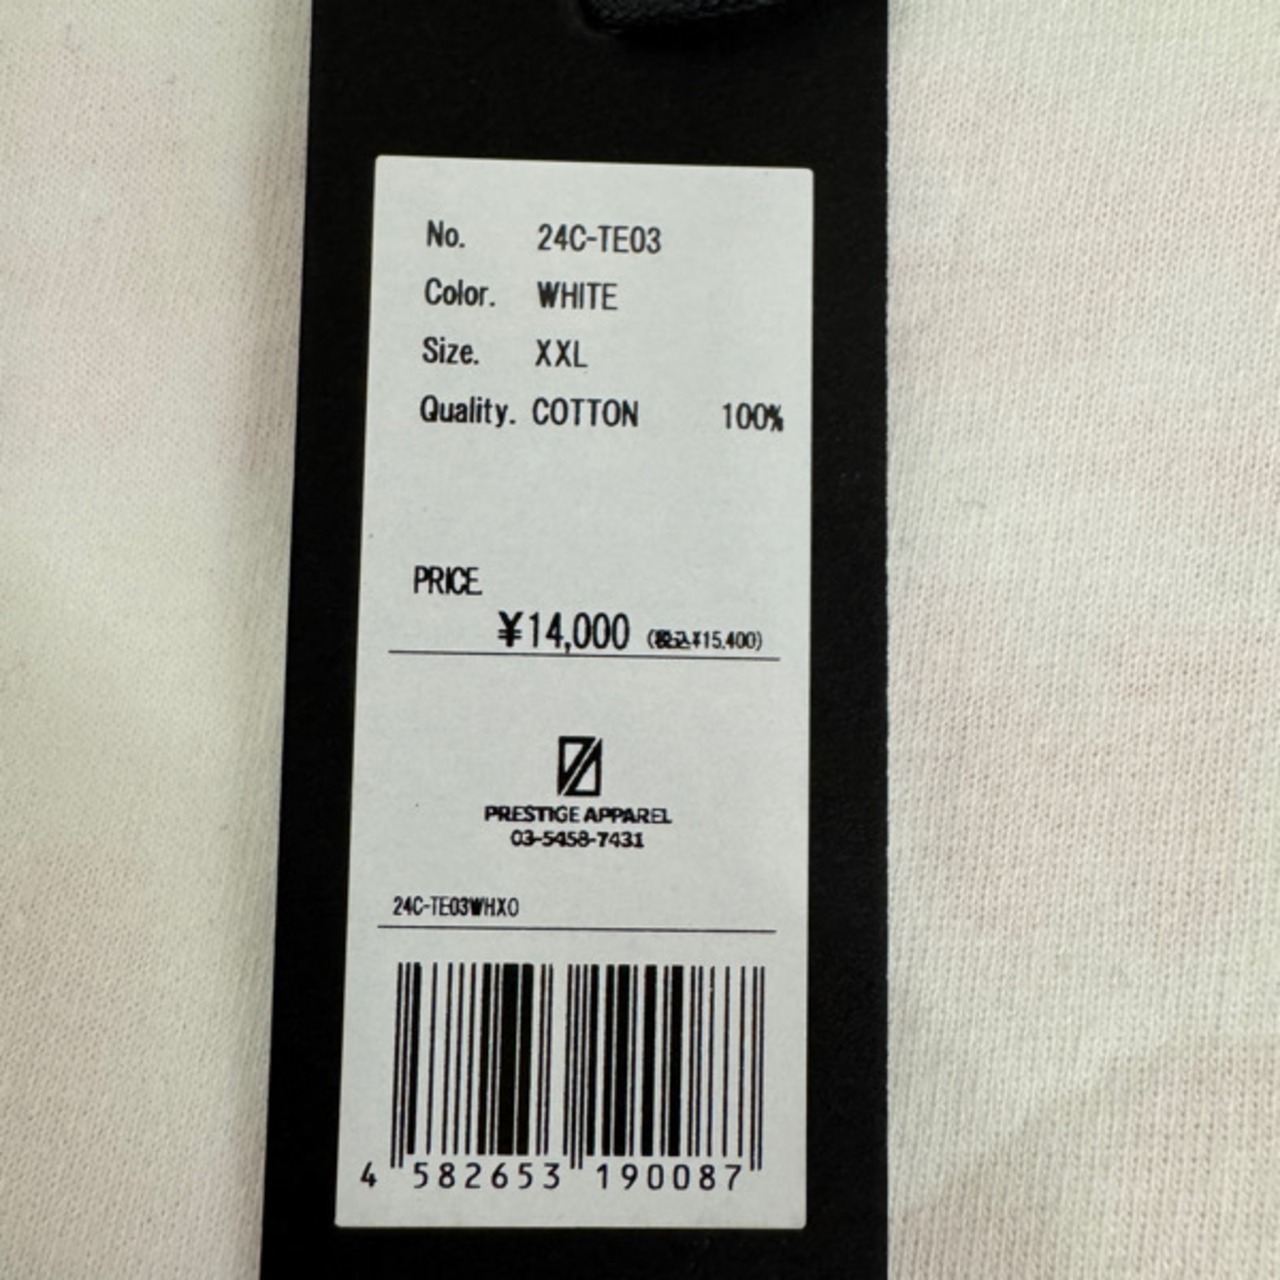 No. 24C-TE03
Color. WHITE
Size. XXL
Quality. COTTON 100%
PRICE
¥14,000 (税込¥15,400)
PRESTIGE APPAREL
03-5458-7431
24C-TE03WHXO
4 582653 190087